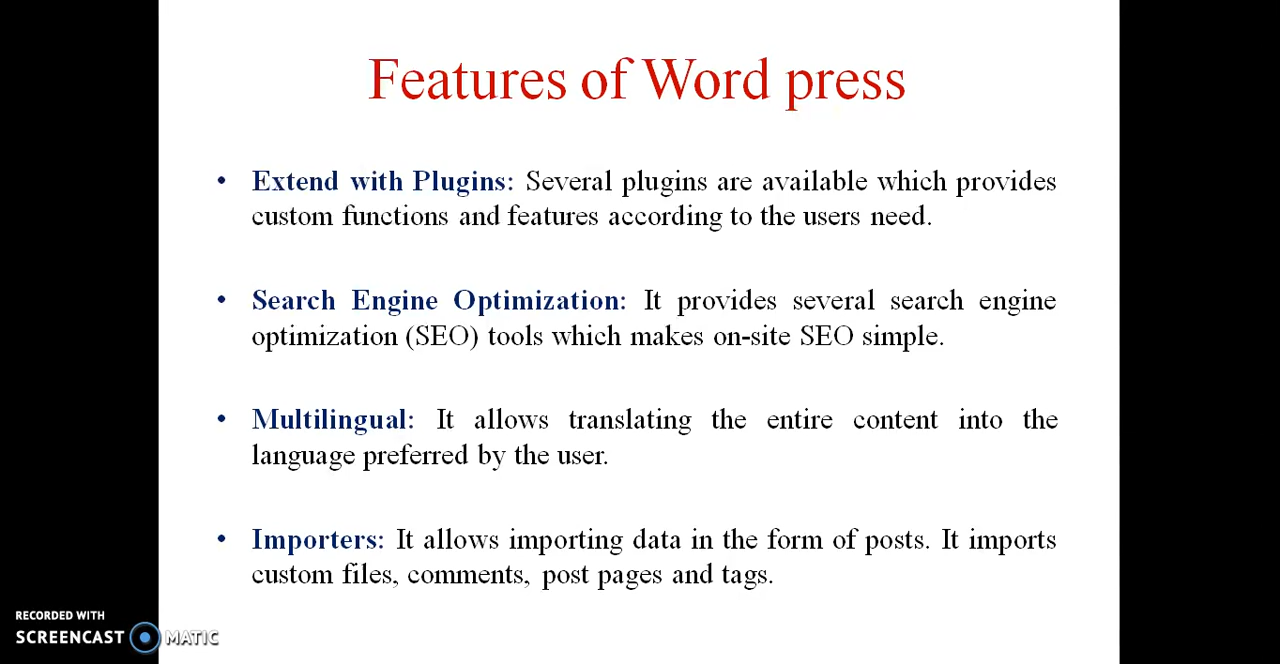 Features of Word press
• Extend with Plugins: Several plugins are available which provides
custom functions and features according to the users need.
• Search Engine Optimization: It provides several search engine
optimization (SEO) tools which makes on-site SEO simple.
• Multilingual: It allows translating the entire content into the
language preferred by the user.
• Importers: It allows importing data in the form of posts. It imports
custom files, comments, post pages and tags.
RECORDED WITH
SCREENCAST MATIC